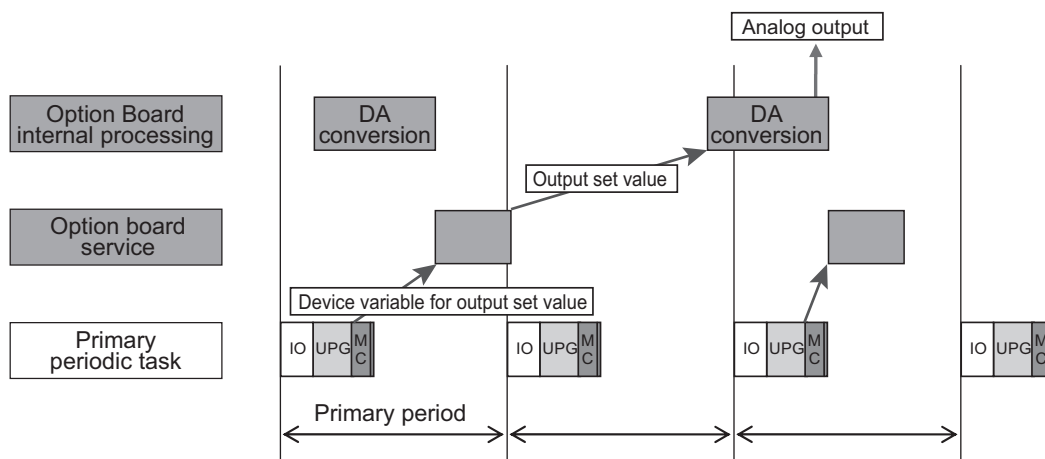 Analog output
Option Board
internal processing
DA
conversion
DA
conversion
Output set value
Option board
service
Device variable for output set value
Primary
periodic task
IO UPG M C
IO UPG M C
IO UPG M C
IO UPG M C
Primary period